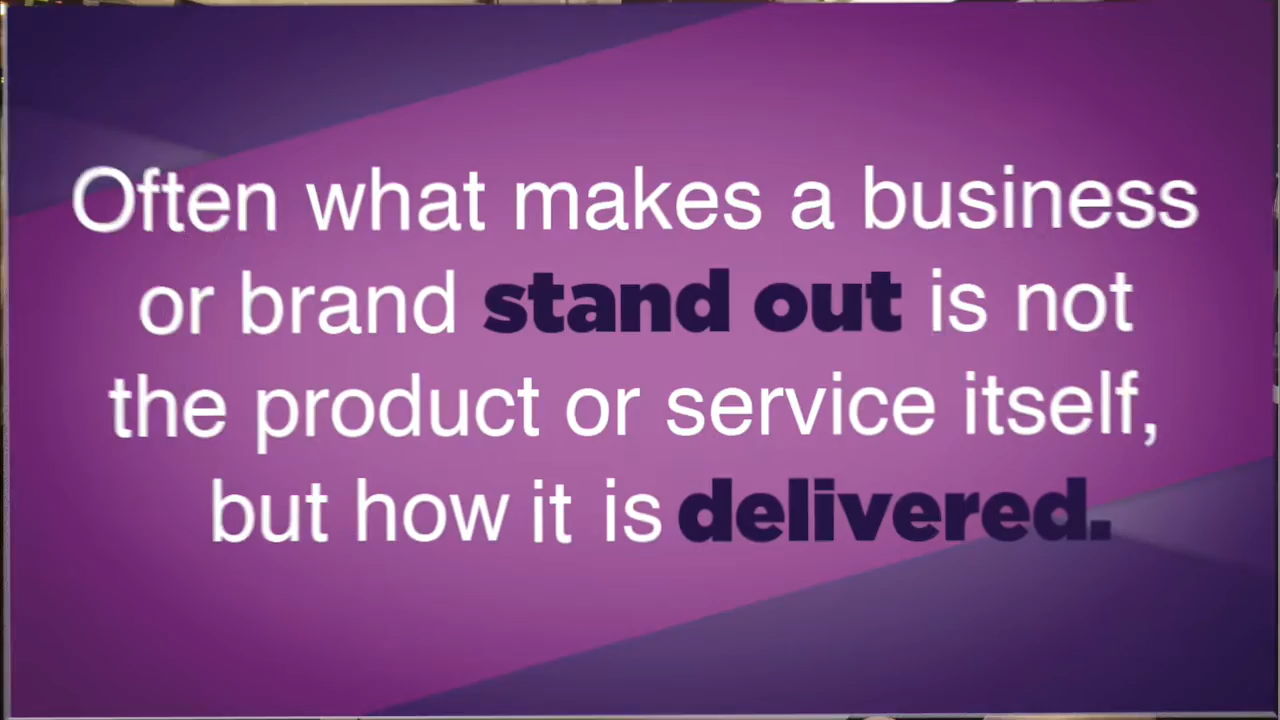 Often what makes a business
or brand stand out is not
the product or service itself,
but how it is delivered.